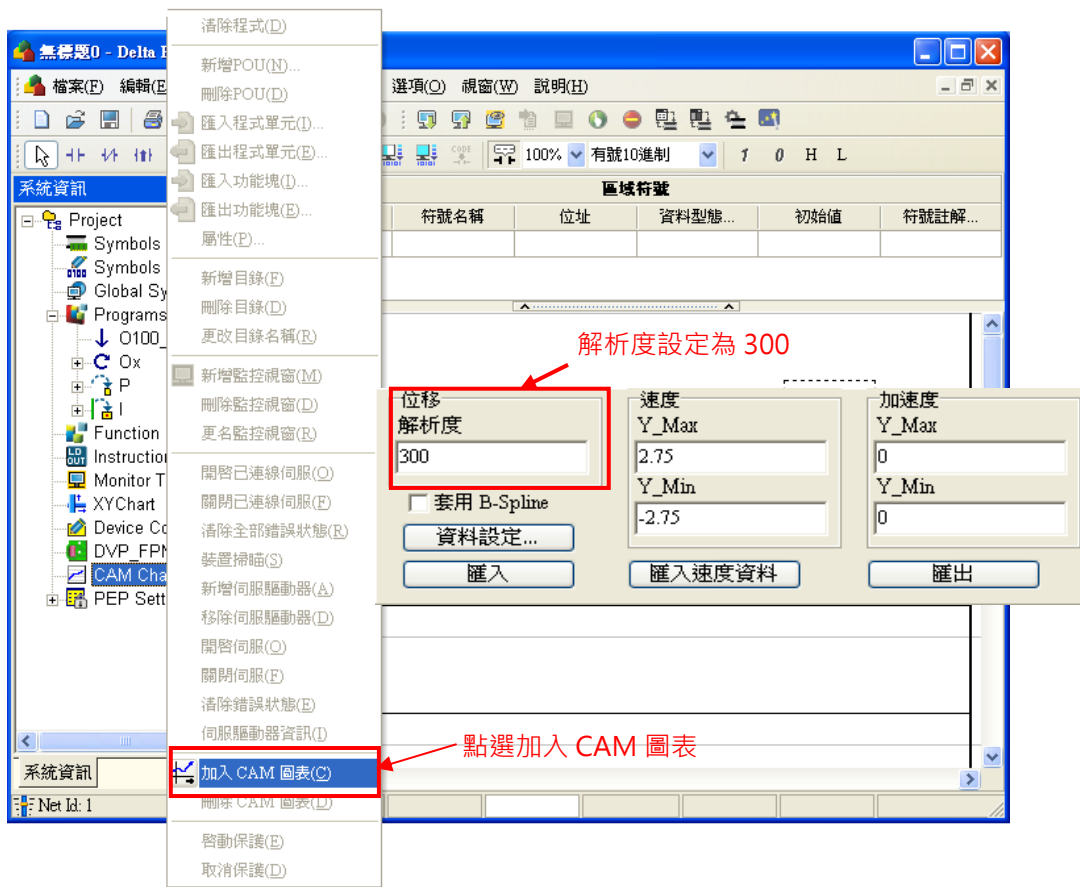 清除程式(D)
新增POU(N)...
刪除POU(D)
匯入程式單元(I)...
匯出程式單元(E)...
匯入功能塊(I)...
匯出功能塊(E)...
屬性(P)...
新增目錄(F)
刪除目錄(D)
更改目錄名稱(R)
新增監控視窗(M)
刪除監控視窗(D)
更名監控視窗(R)
開啓已連線伺服(O)
關閉已連線伺服(F)
清除全部錯誤狀態(R)
裝置掃瞄(S)
新增伺服驅動器(A)
移除伺服驅動器(D)
開啓伺服(O)
關閉伺服(F)
清除錯誤狀態(E)
伺服驅動器資訊(I)
加入 CAM 圖表(C)
刪除 CAM 圖表(D)
啓動保護(E)
取消保護(D)
無標題0 - Delta
檔案(F) 編輯(E 選項(O) 視窗(W) 説明(H)
CODE
100% 有號10進制 1 0 H L
系統資訊
區域符號
符號名稱 位址 資料型態... 初始值 符號註解...
Project
Symbols
Symbols
Global Sy
Programs
O100_
Ox
P
I
Function
Instruction
Monitor T
XYChart
Device Co
DVP_FPM
CAM Cha
PEP Sett
解析度設定為 300
位移
解析度
300
套用 B-Spline
資料設定...
匯入
速度
Y_Max
2.75
Y_Min
-2.75
匯入速度資料
加速度
Y_Max
0
Y_Min
0
匯出
點選加入 CAM 圖表
系統資訊
Net Id: 1